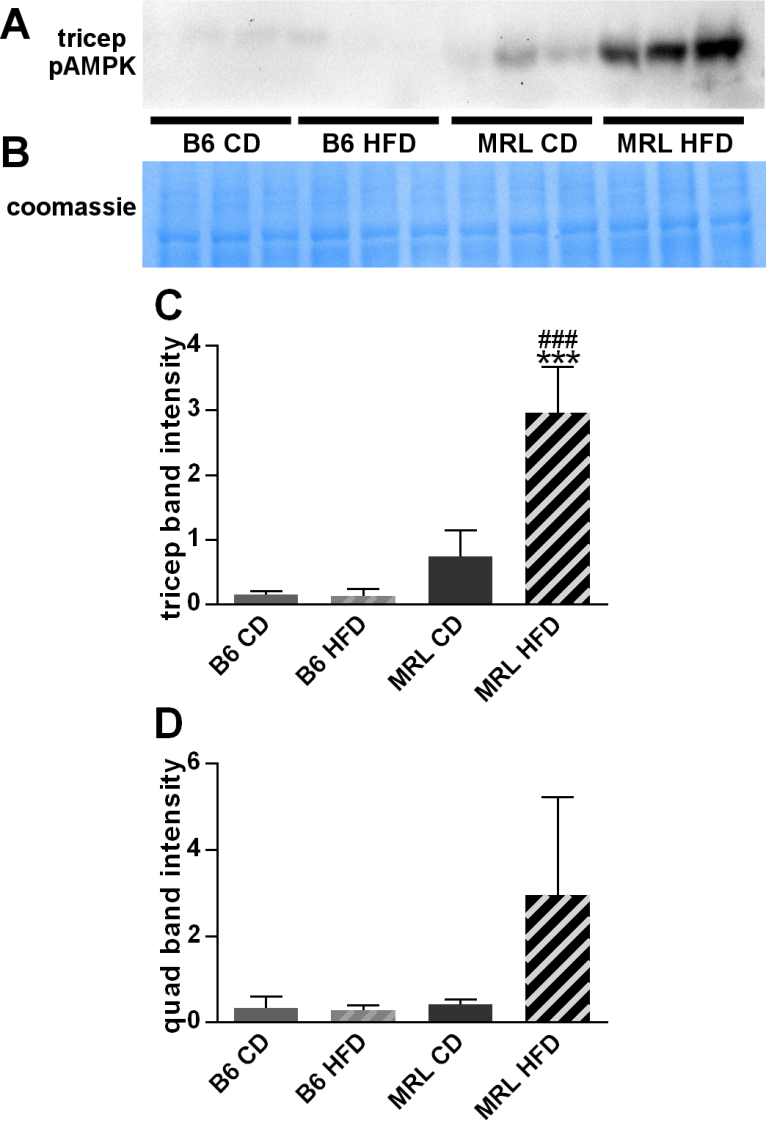 A
tricep
pAMPK
B6 CD
B6 HFD
MRL CD
MRL HFD
B
coomassie
C
tricep band intensity
4
3
2
1
0
###
***
B6 CD
B6 HFD
MRL CD
MRL HFD
D
quad band intensity
6
4
2
0
B6 CD
B6 HFD
MRL CD
MRL HFD